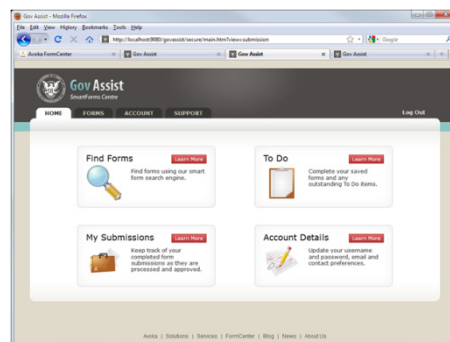 Gov Assist - Mozilla Firefox
File Edit View History Bookmarks Tools Help
http://localhost:9080/govassist/secure/main.htm?view=submission
Google
Avoka FormCenter
Gov Assist
Gov Assist
Gov Assist
Gov Assist
SmartForms Centre
HOME FORMS ACCOUNT SUPPORT Log Out
Find Forms Learn More
Find forms using our smart
form search engine.
To Do Learn More
Complete your saved
forms and any
outstanding To Do items.
My Submissions Learn More
Keep track of your
completed form
submissions as they are
processed and approved.
Account Details Learn More
Update your username
and password, email and
contact preferences.
Avoka | Solutions | Services | FormCenter | Blog | News | About Us